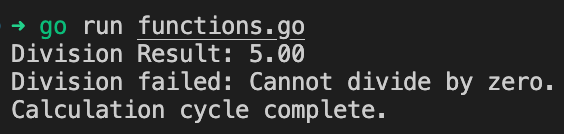 → go run functions.go
Division Result: 5.00
Division failed: Cannot divide by zero.
Calculation cycle complete.